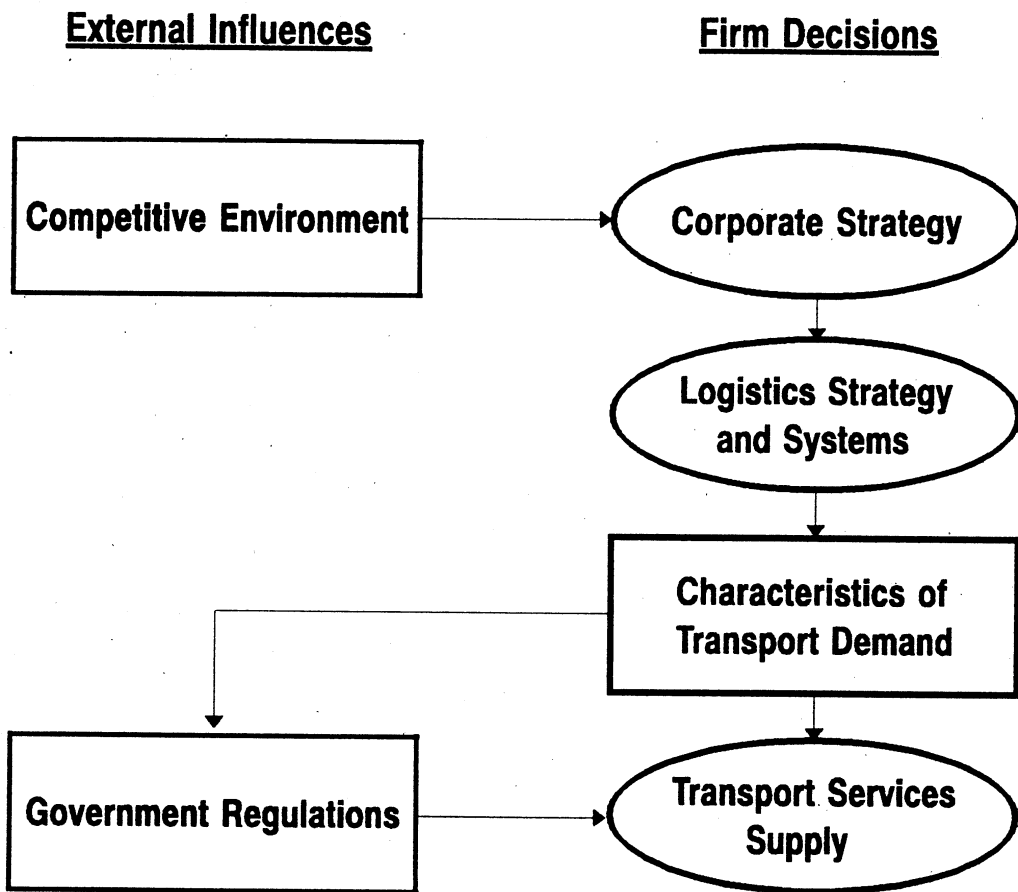 External Influences
Firm Decisions
Competitive Environment
Corporate Strategy
Logistics Strategy
and Systems
Characteristics of
Transport Demand
Government Regulations
Transport Services
Supply